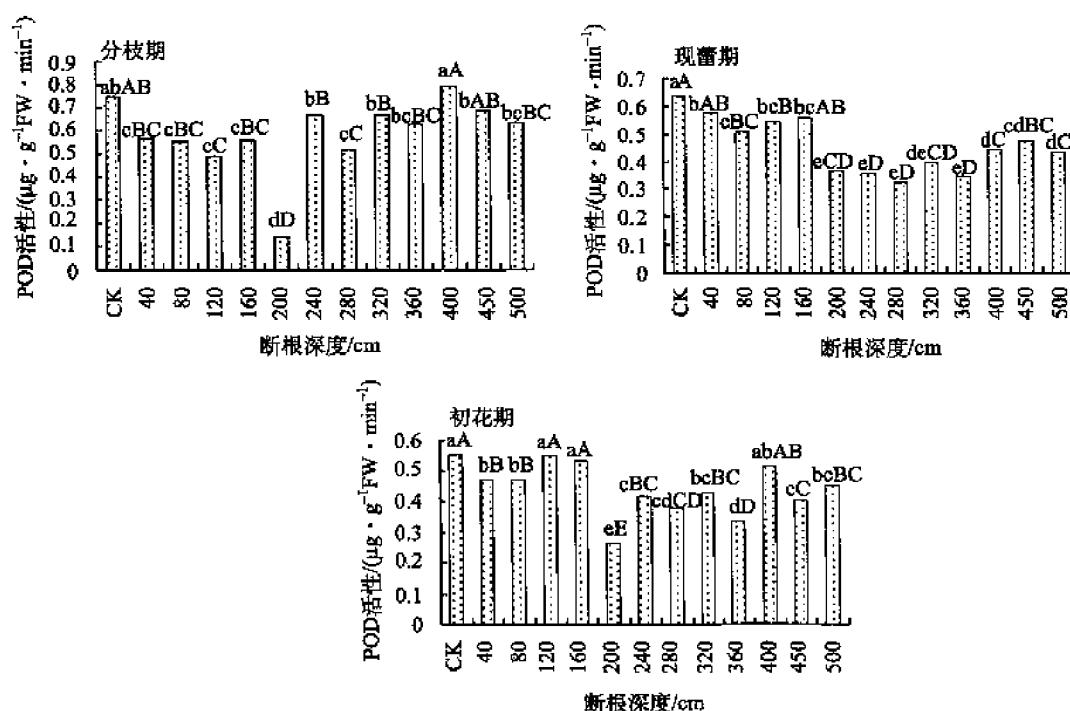 分枝期
POD活性/(μg·g⁻¹FW·min⁻¹)
0.9
0.8
0.7
0.6
0.5
0.4
0.3
0.2
0.1
0
abAB cBC cBC cC cBC dD bB cC bB bcBC aA bAB bcBC
CK 40 80 120 160 200 240 280 320 360 400 450 500
断根深度/cm
现蕾期
POD活性/(μg·g⁻¹FW·min⁻¹)
0.7
0.6
0.5
0.4
0.3
0.2
0.1
0
aA bAB cBC bcB bcAB eCD eD eD deCD eD dC cdBC dC
CK 40 80 120 160 200 240 280 320 360 400 450 500
断根深度/cm
初花期
POD活性/(μg·g⁻¹FW·min⁻¹)
0.6
0.5
0.4
0.3
0.2
0.1
0
aA bB bB aA aA eE cBC cdCD bcBC dD abAB cC bcBC
CK 40 80 120 160 200 240 280 320 360 400 450 500
断根深度/cm